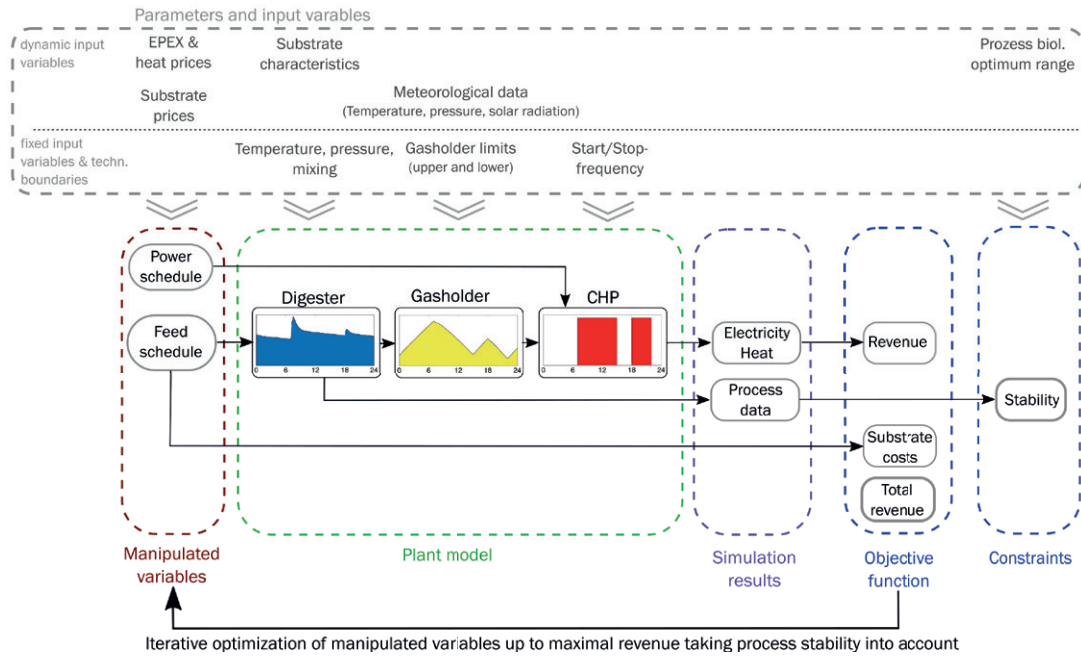 Parameters and input varables
dynamic input
variables
EPEX &
heat prices
Substrate
characteristics
Prozess biol.
optimum range
Substrate
prices
Meteorological data
(Temperature, pressure, solar radiation)
fixed input
variables & techn.
boundaries
Temperature, pressure,
mixing
Gasholder limits
(upper and lower)
Start/Stop-
frequency
Power
schedule
Digester
Gasholder
CHP
Feed
schedule
0 6 12 18 24
0 6 12 18 24
0 6 12 18 24
Electricity
Heat
Revenue
Process
data
Stability
Substrate
costs
Total
revenue
Manipulated
variables
Plant model
Simulation
results
Objective
function
Constraints
Iterative optimization of manipulated variables up to maximal revenue taking process stability into account